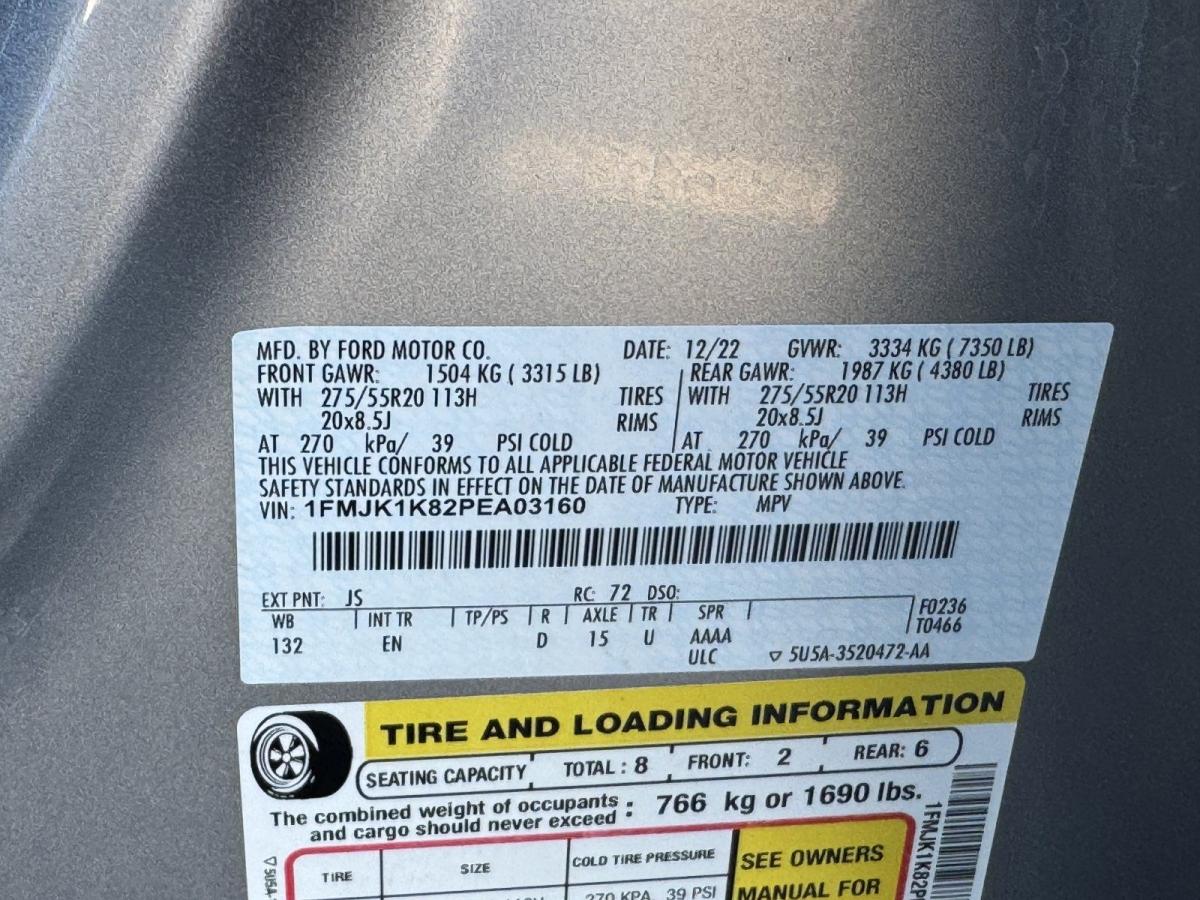 MFD. BY FORD MOTOR CO. DATE: 12/22 GVWR: 3334 KG ( 7350 LB)
FRONT GAWR: 1504 KG ( 3315 LB) REAR GAWR: 1987 KG ( 4380 LB)
WITH 275/55R20 113H TIRES WITH 275/55R20 113H TIRES
20x8.5J RIMS 20x8.5J RIMS
AT 270 kPa/ 39 PSI COLD AT 270 kPa/ 39 PSI COLD
THIS VEHICLE CONFORMS TO ALL APPLICABLE FEDERAL MOTOR VEHICLE
SAFETY STANDARDS IN EFFECT ON THE DATE OF MANUFACTURE SHOWN ABOVE.
VIN: 1FMJK1K82PEA03160 TYPE: MPV
EXT PNT: JS RC: 72 DSO:
WB INT TR TP/PS R AXLE TR SPR F0236
132 EN D 15 U AAAA T0466
ULC 5U5A-3520472-AA
TIRE AND LOADING INFORMATION
SEATING CAPACITY TOTAL : 8 FRONT: 2 REAR: 6
The combined weight of occupants
and cargo should never exceed : 766 kg or 1690 lbs.
TIRE SIZE COLD TIRE PRESSURE SEE OWNERS
270 KPA, 39 PSI MANUAL FOR
1FMJK1K82P
5U5A-